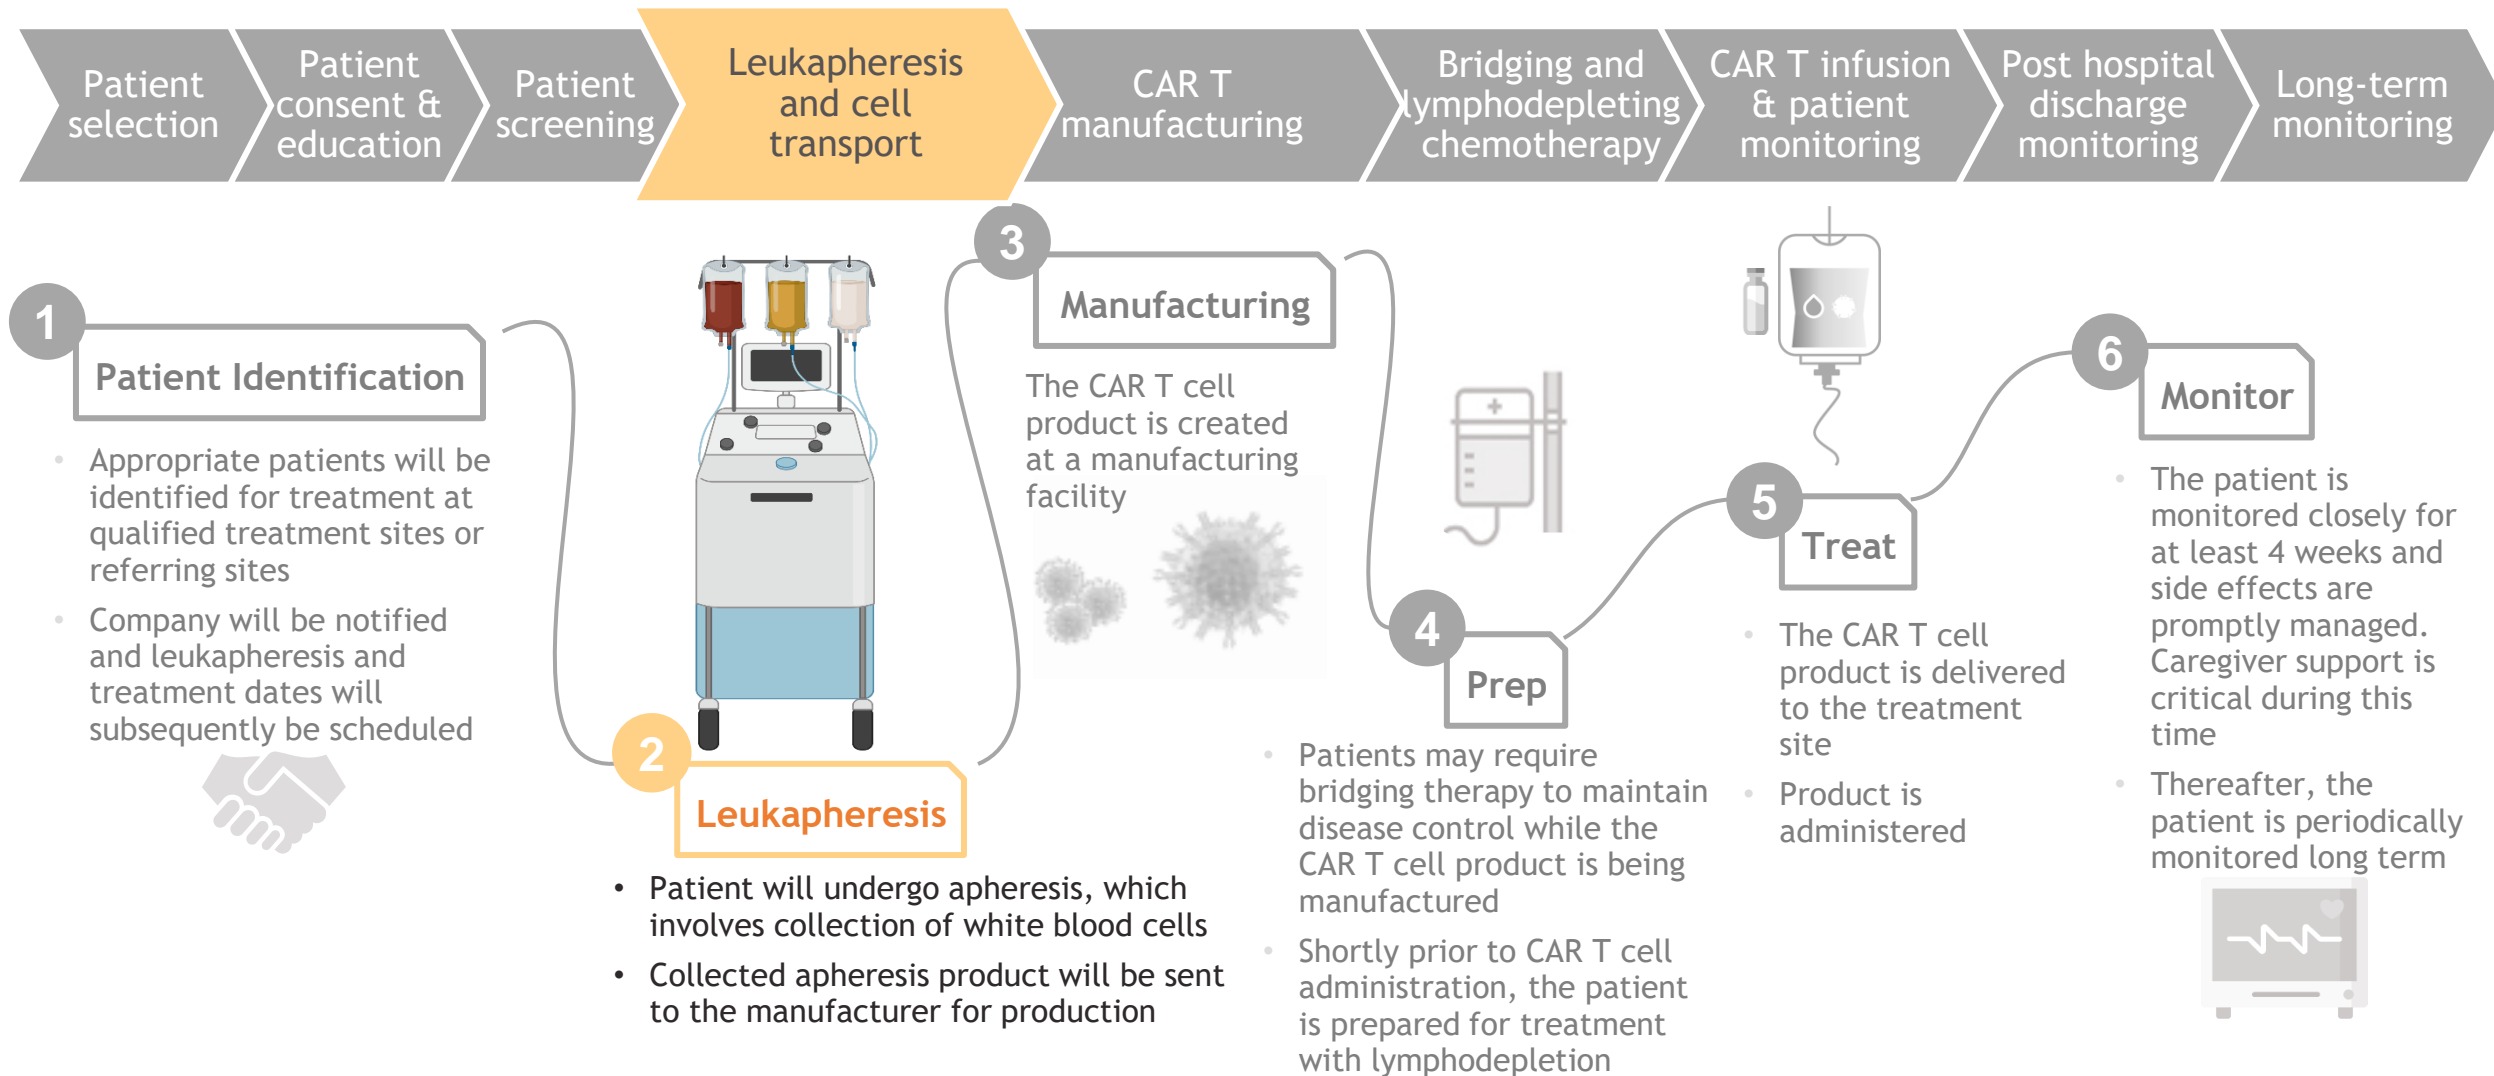 Patient
selection
Patient
consent &
education
Patient
screening
Leukapheresis
and cell
transport
CAR T
manufacturing
Bridging and
lymphodepleting
chemotherapy
CAR T infusion
& patient
monitoring
Post hospital
discharge
monitoring
Long-term
monitoring
1
Patient Identification
• Appropriate patients will be
identified for treatment at
qualified treatment sites or
referring sites
• Company will be notified
and leukapheresis and
treatment dates will
subsequently be scheduled
2
Leukapheresis
• Patient will undergo apheresis, which
involves collection of white blood cells
• Collected apheresis product will be sent
to the manufacturer for production
3
Manufacturing
The CAR T cell
product is created
at a manufacturing
facility
4
Prep
• Patients may require
bridging therapy to maintain
disease control while the
CAR T cell product is being
manufactured
• Shortly prior to CAR T cell
administration, the patient
is prepared for treatment
with lymphodepletion
5
Treat
• The CAR T cell
product is delivered
to the treatment
site
• Product is
administered
6
Monitor
• The patient is
monitored closely for
at least 4 weeks and
side effects are
promptly managed.
Caregiver support is
critical during this
time
• Thereafter, the
patient is periodically
monitored long term